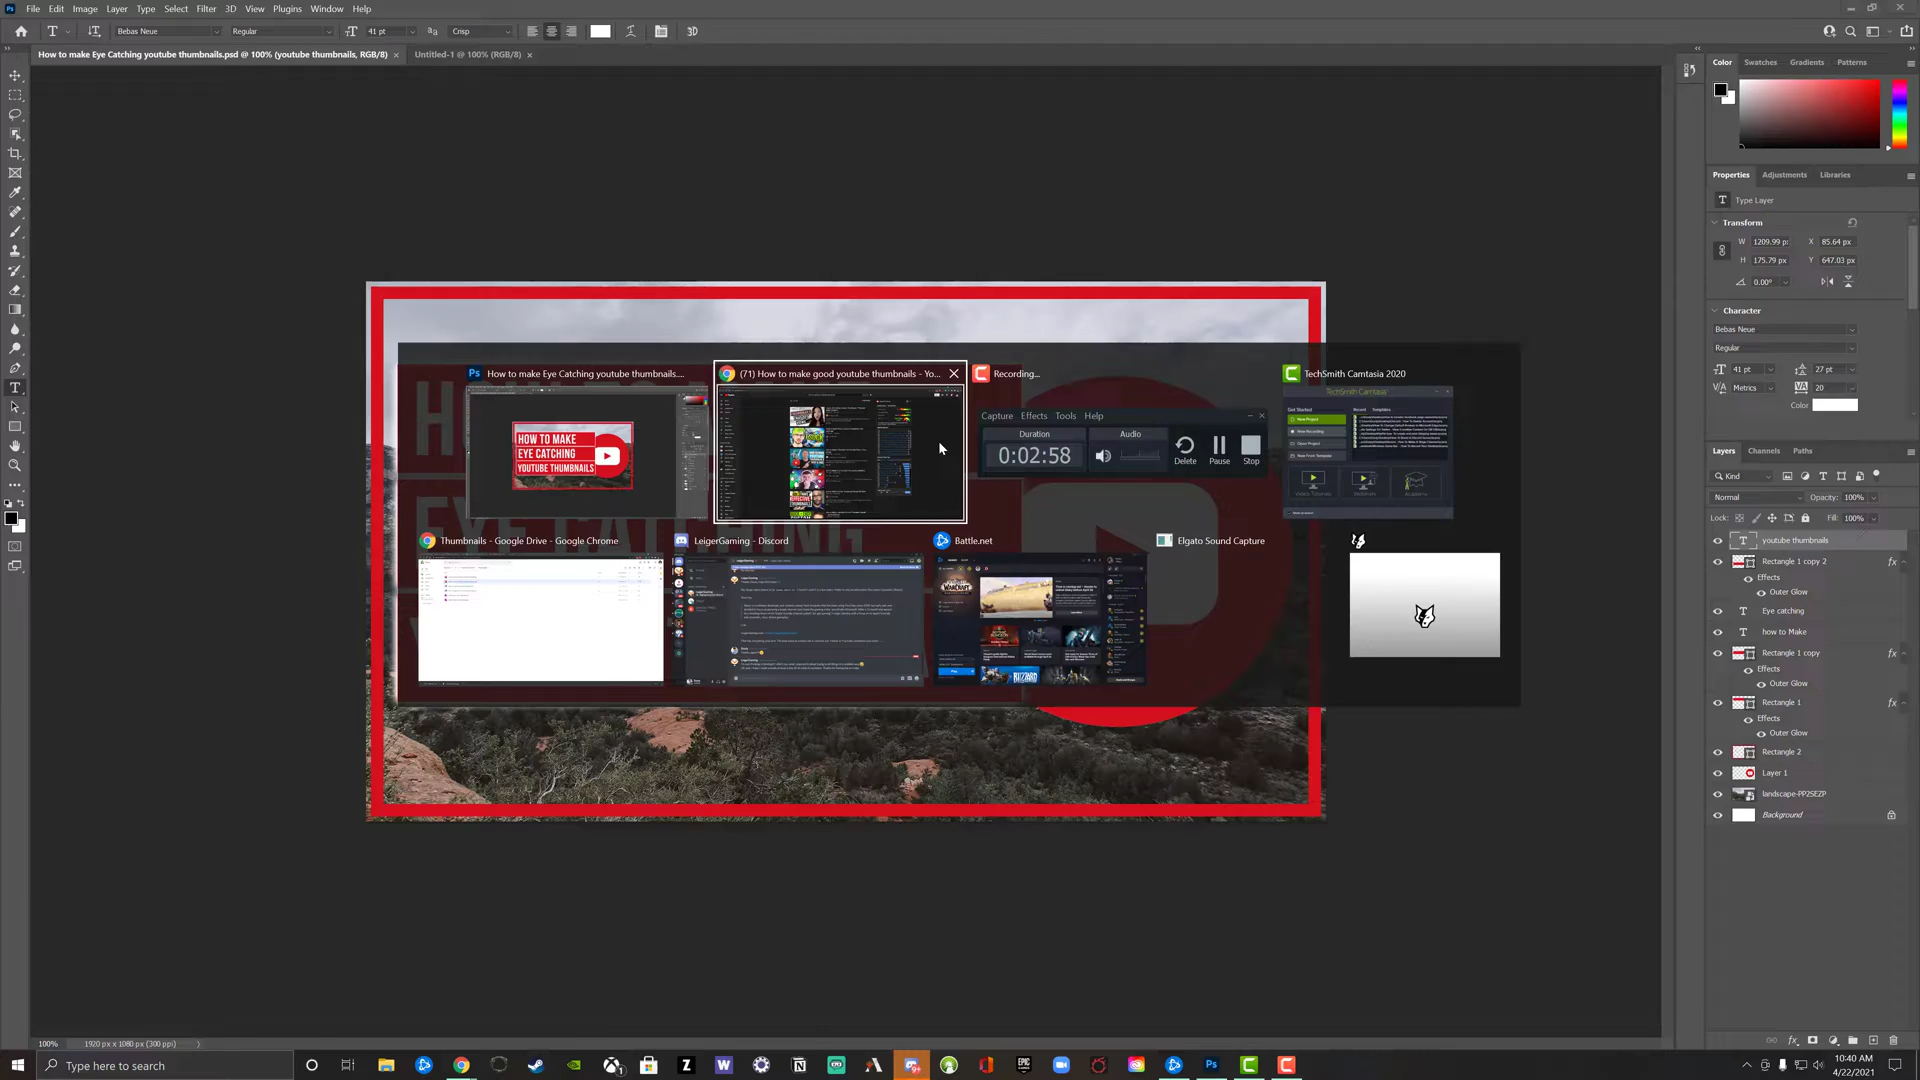 File Edit Image Layer Type Select Filter 3D View Plugins Window Help
Bebas Neue Regular 41 pt Crisp 3D
How to make Eye Catching youtube thumbnails.psd @ 100% (youtube thumbnails, RGB/8) × Untitled-1 @ 100% (RGB/8) ×
Color Swatches Gradients Patterns
Properties Adjustments Libraries
Type Layer
Transform
W 1209.99 p: X 85.64 px
H 175.79 px Y 647.03 px
0.00°
Character
Bebas Neue
Regular
41 pt 27 pt
Metrics 20
Color
How to make Eye Catching youtube thumbnails....
(71) How to make good youtube thumbnails - Yo...
Recording...
TechSmith Camtasia 2020
HOW TO MAKE
EYE CATCHING
YOUTUBE THUMBNAILS
Capture Effects Tools Help
Duration Audio
0:02:58
Delete Pause Stop
Thumbnails - Google Drive - Google Chrome
LeigerGaming - Discord
Battle.net
Elgato Sound Capture
BLIZZARD
Layers Channels Paths
Kind
Normal Opacity: 100%
Lock: Fill: 100%
youtube thumbnails
Rectangle 1 copy 2 fx
Effects
Outer Glow
Eye catching
how to Make
Rectangle 1 copy fx
Effects
Outer Glow
Rectangle 1 fx
Effects
Outer Glow
Rectangle 2
Layer 1
landscape-PP2SEZP
Background
100% 1920 px x 1080 px (300 ppi)
Type here to search
10:40 AM
4/22/2021